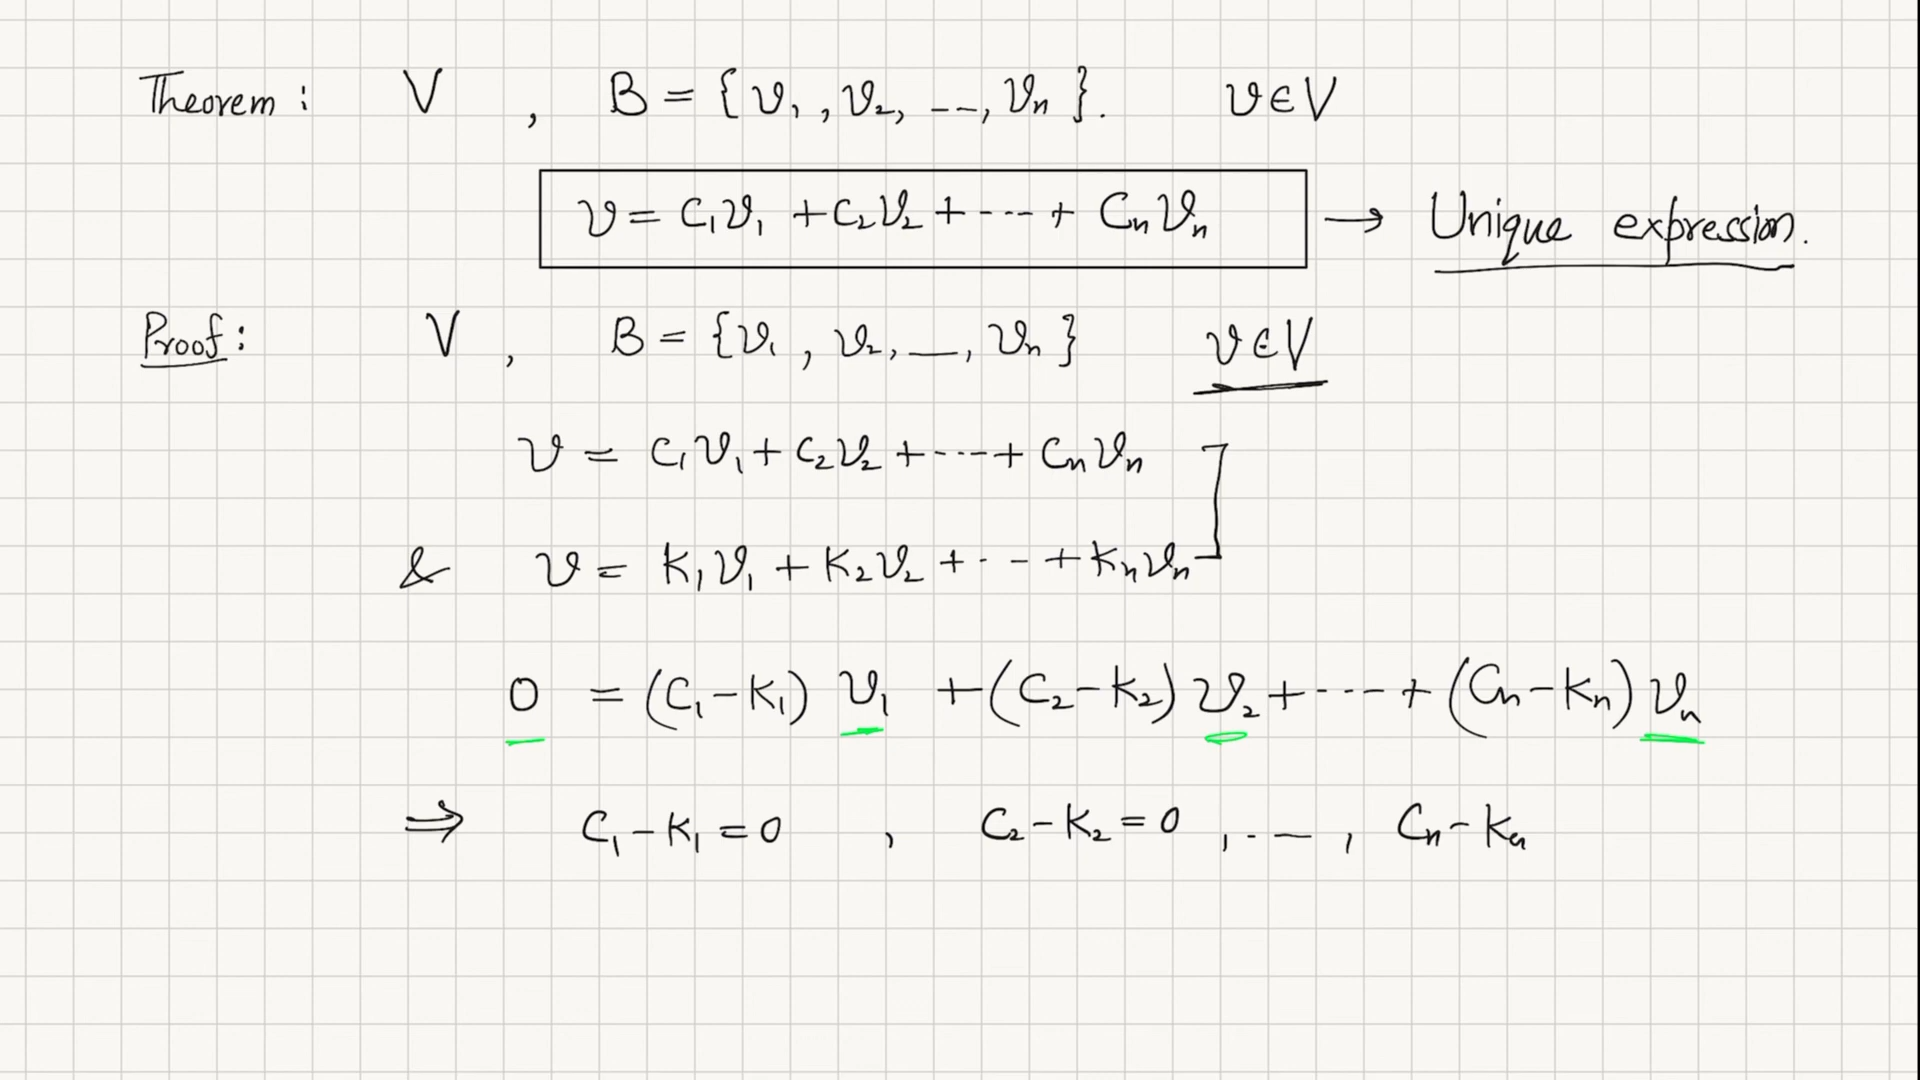 Theorem : V , B = {v₁ , v₂, --, vₙ }. v∈V
v = C₁v₁ + C₂v₂ + ---- + Cₙvₙ → Unique expression.
Proof : V , B = {v₁ , v₂, —, vₙ } v∈V
v = C₁v₁ + C₂v₂ + ---- + Cₙvₙ
& v = K₁v₁ + K₂v₂ + - - - + Kₙvₙ
0 = (C₁-K₁) v₁ + (C₂-K₂) v₂ + ---- + (Cₙ-Kₙ) vₙ
⇒ C₁-K₁ = 0 , C₂-K₂ = 0 , - — , Cₙ-Kₙ